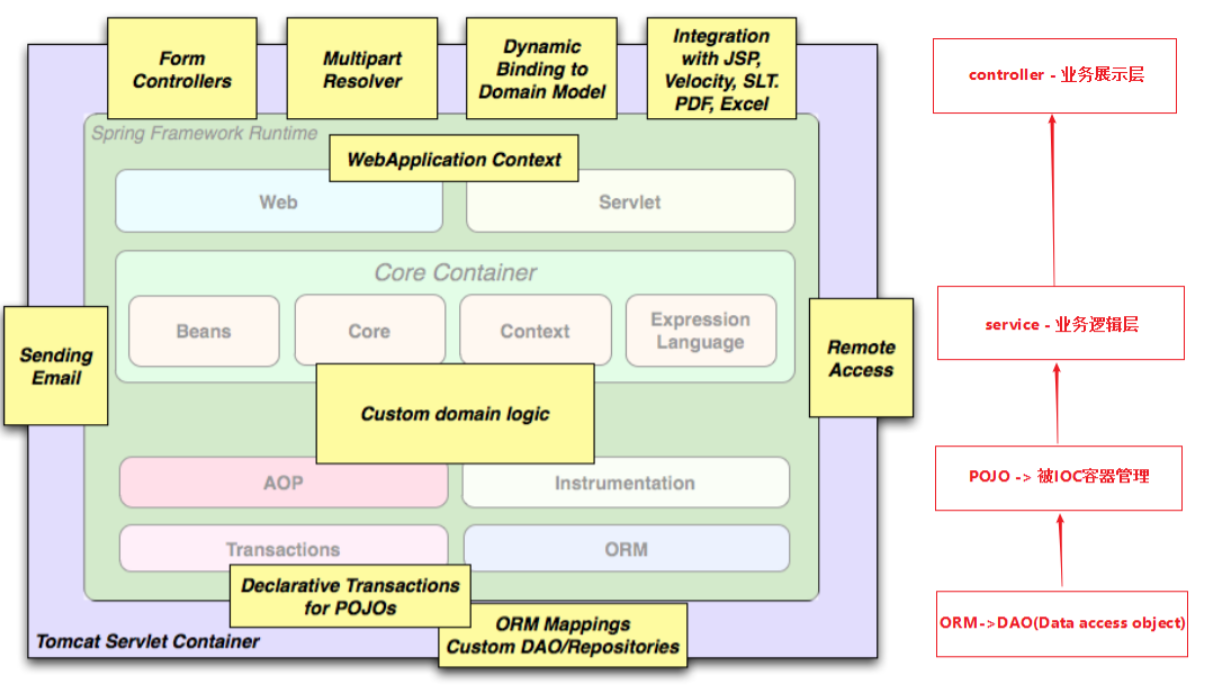 Form
Controllers
Multipart
Resolver
Dynamic
Binding to
Domain Model
Integration
with JSP,
Velocity, SLT.
PDF, Excel
Spring Framework Runtime
WebApplication Context
Web
Servlet
Core Container
Beans
Core
Context
Expression
Language
Sending
Email
Custom domain logic
Remote
Access
AOP
Instrumentation
Transactions
ORM
Declarative Transactions
for POJOs
ORM Mappings
Custom DAO/Repositories
Tomcat Servlet Container
controller - 业务展示层
service - 业务逻辑层
POJO -> 被IOC容器管理
ORM->DAO(Data access object)